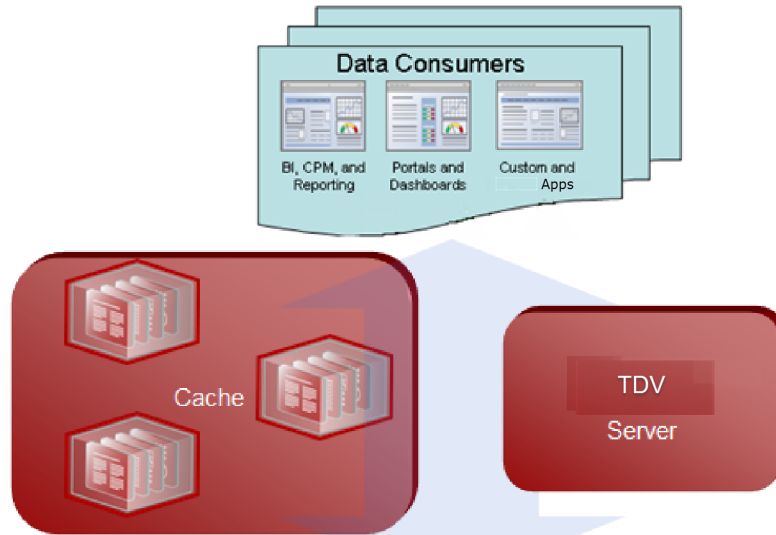 Data Consumers
BI, CPM, and
Reporting
Portals and
Dashboards
Custom and
Apps
Cache
TDV
Server